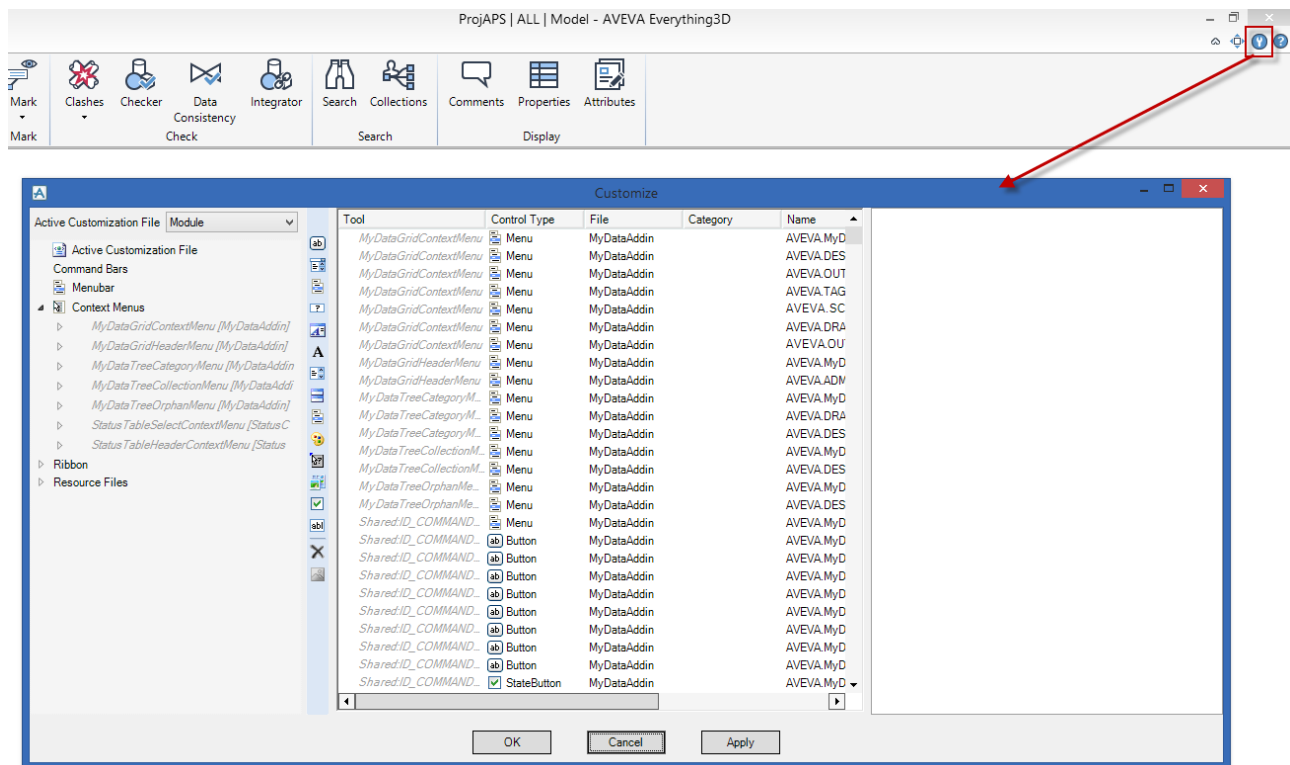 ProjAPS | ALL | Model - AVEVA Everything3D
Mark Clashes Checker Data Consistency Integrator Search Collections Comments Properties Attributes
Mark Check Search Display
Customize
Active Customization File Module
Active Customization File
Command Bars
Menubar
Context Menus
MyDataGridContextMenu [MyDataAddin]
MyDataGridHeaderMenu [MyDataAddin]
MyDataTreeCategoryMenu [MyDataAddin
MyDataTreeCollectionMenu [MyDataAddi
MyDataTreeOrphanMenu [MyDataAddin]
StatusTableSelectContextMenu [StatusC
StatusTableHeaderContextMenu [Status
Ribbon
Resource Files
Tool Control Type File Category Name
MyDataGridContextMenu Menu MyDataAddin AVEVA.MyD
MyDataGridContextMenu Menu MyDataAddin AVEVA.DES
MyDataGridContextMenu Menu MyDataAddin AVEVA.OUT
MyDataGridContextMenu Menu MyDataAddin AVEVA.TAG
MyDataGridContextMenu Menu MyDataAddin AVEVA.SC
MyDataGridContextMenu Menu MyDataAddin AVEVA.DRA
MyDataGridContextMenu Menu MyDataAddin AVEVA.OU
MyDataGridHeaderMenu Menu MyDataAddin AVEVA.MyD
MyDataGridHeaderMenu Menu MyDataAddin AVEVA.ADM
MyDataTreeCategoryM... Menu MyDataAddin AVEVA.MyD
MyDataTreeCategoryM... Menu MyDataAddin AVEVA.DRA
MyDataTreeCategoryM... Menu MyDataAddin AVEVA.DES
MyDataTreeCollectionM... Menu MyDataAddin AVEVA.MyD
MyDataTreeCollectionM... Menu MyDataAddin AVEVA.DES
MyDataTreeOrphanMe... Menu MyDataAddin AVEVA.MyD
MyDataTreeOrphanMe... Menu MyDataAddin AVEVA.DES
Shared:ID_COMMAND... Menu MyDataAddin AVEVA.MyD
Shared:ID_COMMAND... Button MyDataAddin AVEVA.MyD
Shared:ID_COMMAND... Button MyDataAddin AVEVA.MyD
Shared:ID_COMMAND... Button MyDataAddin AVEVA.MyD
Shared:ID_COMMAND... Button MyDataAddin AVEVA.MyD
Shared:ID_COMMAND... Button MyDataAddin AVEVA.MyD
Shared:ID_COMMAND... Button MyDataAddin AVEVA.MyD
Shared:ID_COMMAND... Button MyDataAddin AVEVA.MyD
Shared:ID_COMMAND... StateButton MyDataAddin AVEVA.MyD
OK Cancel Apply